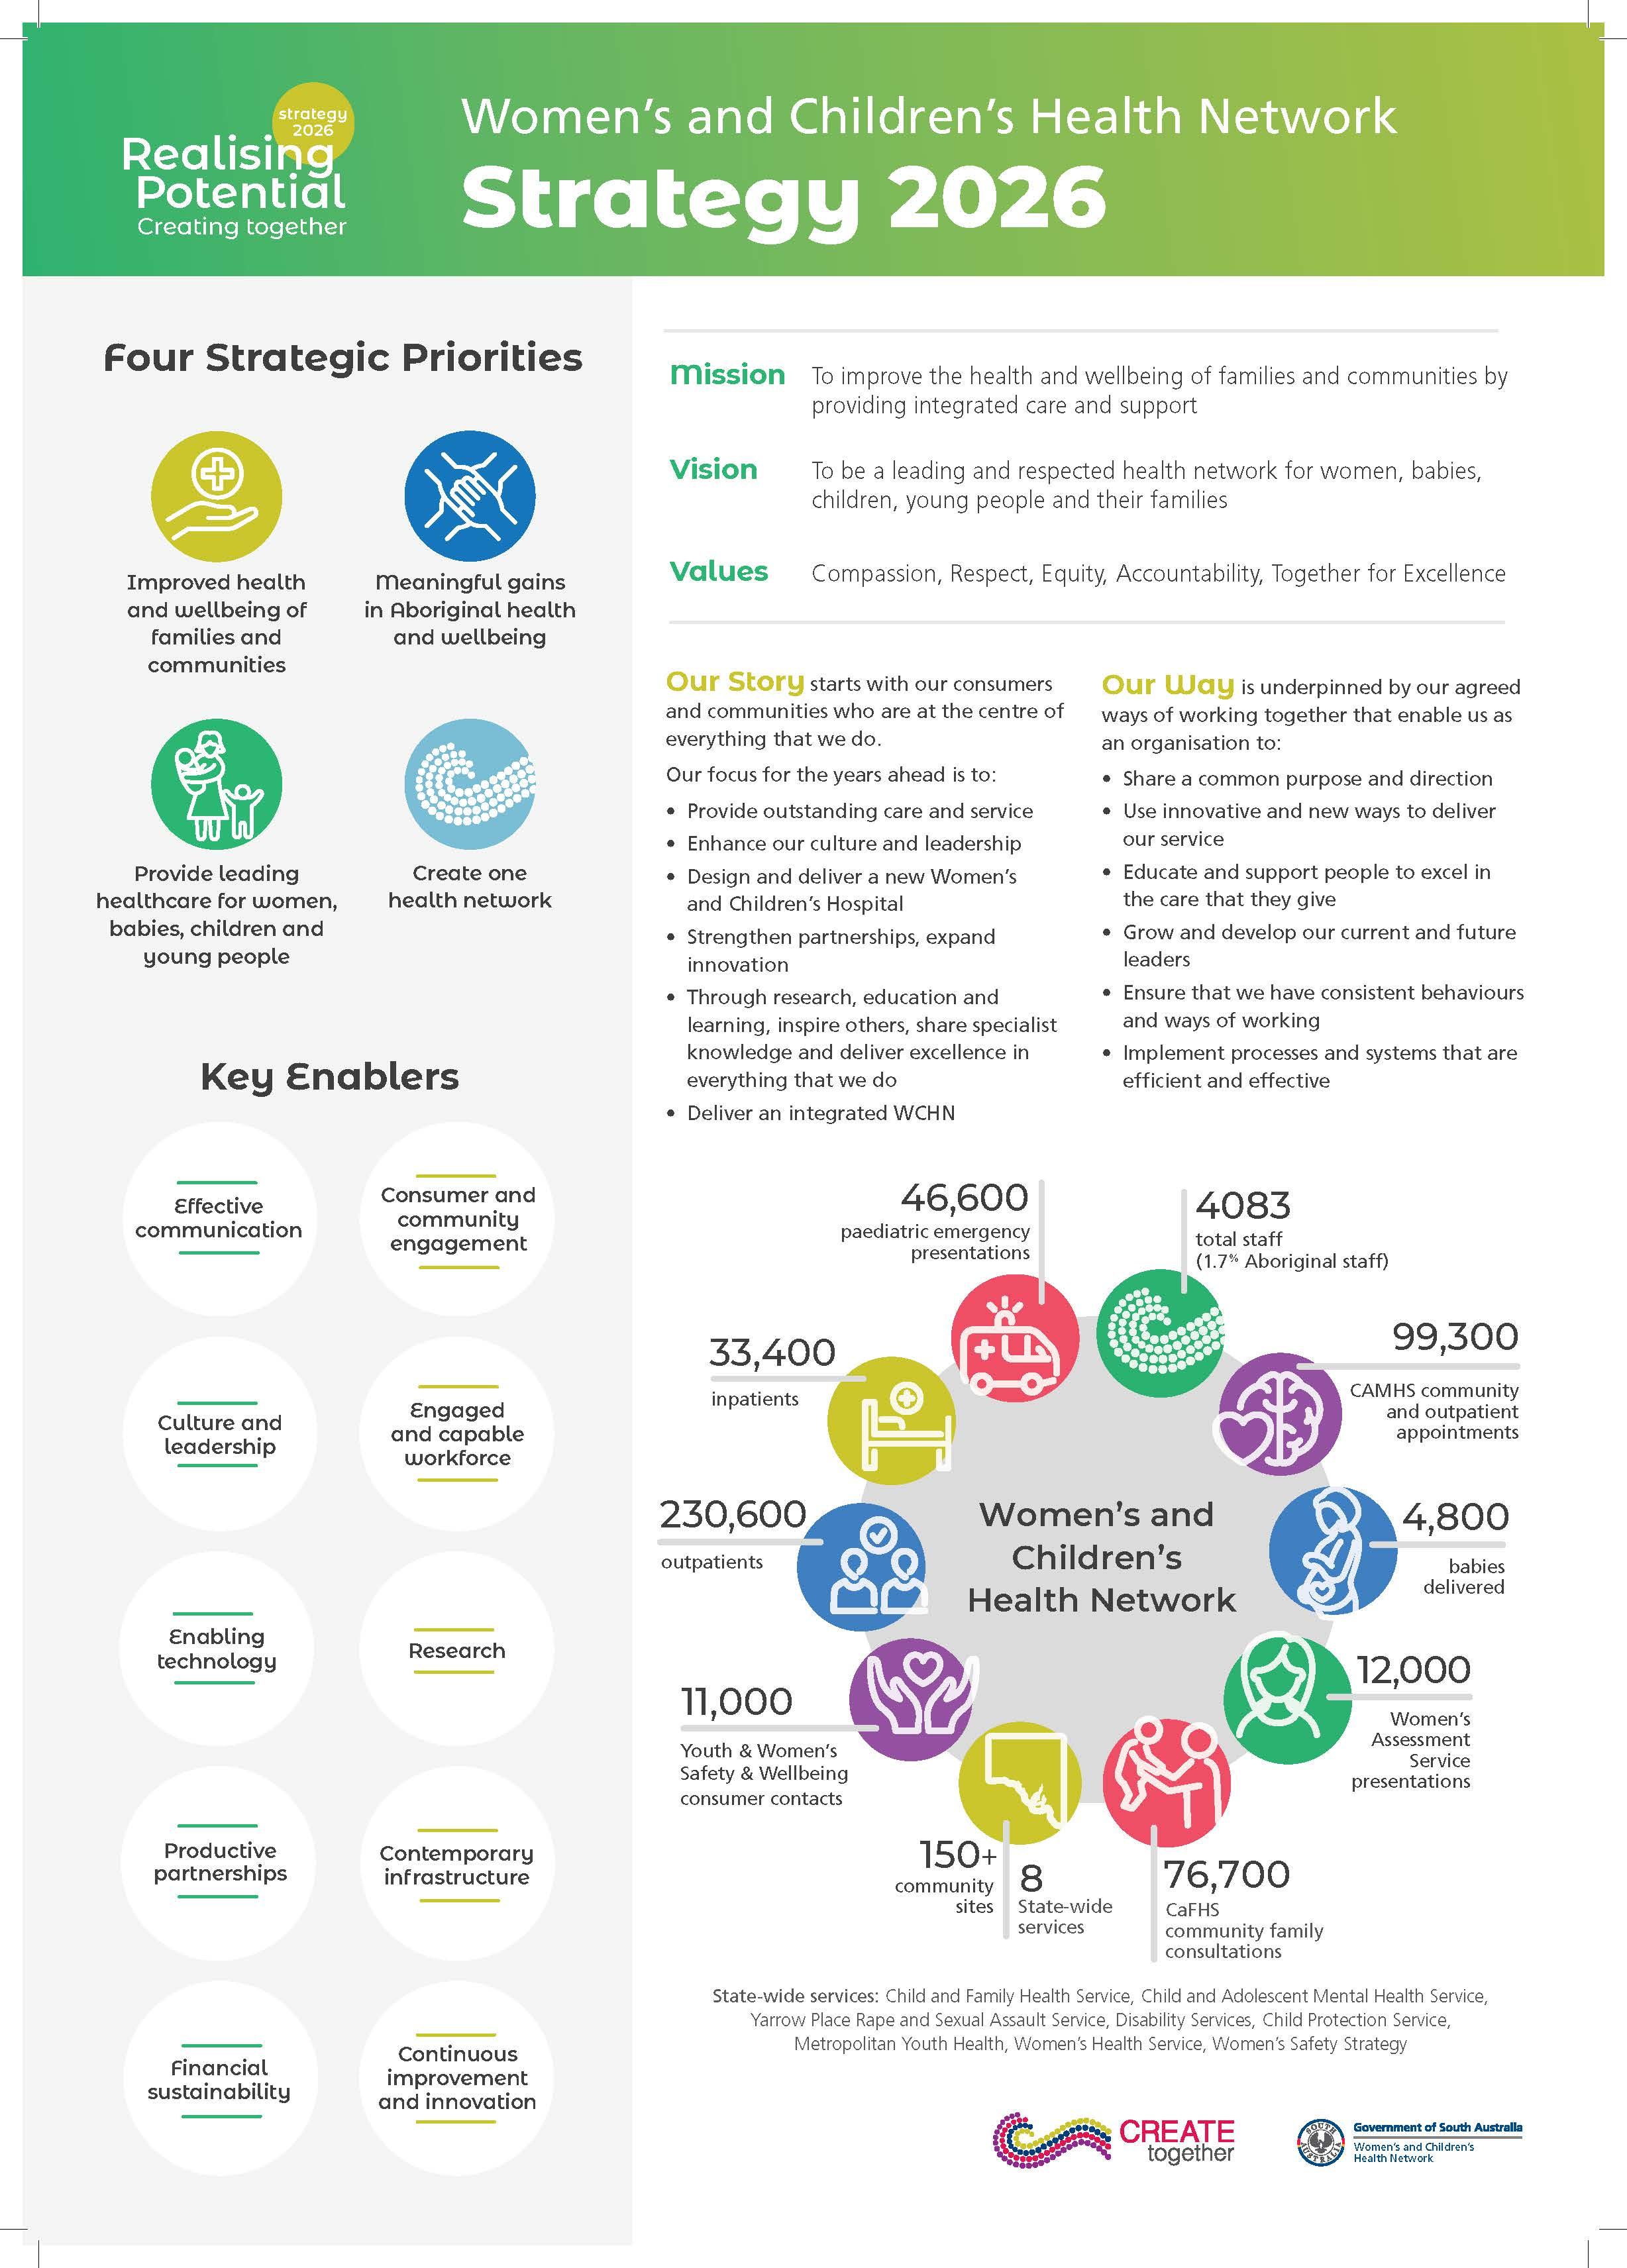 strategy
2026
Realising
Potential
Creating together
Women's and Children's Health Network
Strategy 2026
Four Strategic Priorities
Improved health
and wellbeing of
families and
communities
Meaningful gains
in Aboriginal health
and wellbeing
Provide leading
healthcare for women,
babies, children and
young people
Create one
health network
Key Enablers
Effective
communication
Consumer and
community
engagement
Culture and
leadership
Engaged
and capable
workforce
Enabling
technology
Research
Productive
partnerships
Contemporary
infrastructure
Financial
sustainability
Continuous
improvement
and innovation
Mission To improve the health and wellbeing of families and communities by
providing integrated care and support
Vision To be a leading and respected health network for women, babies,
children, young people and their families
Values Compassion, Respect, Equity, Accountability, Together for Excellence
Our Story starts with our consumers
and communities who are at the centre of
everything that we do.
Our focus for the years ahead is to:
• Provide outstanding care and service
• Enhance our culture and leadership
• Design and deliver a new Women's
and Children's Hospital
• Strengthen partnerships, expand
innovation
• Through research, education and
learning, inspire others, share specialist
knowledge and deliver excellence in
everything that we do
• Deliver an integrated WCHN
Our Way is underpinned by our agreed
ways of working together that enable us as
an organisation to:
• Share a common purpose and direction
• Use innovative and new ways to deliver
our service
• Educate and support people to excel in
the care that they give
• Grow and develop our current and future
leaders
• Ensure that we have consistent behaviours
and ways of working
• Implement processes and systems that are
efficient and effective
46,600
paediatric emergency
presentations
4083
total staff
(1.7% Aboriginal staff)
33,400
inpatients
99,300
CAMHS community
and outpatient
appointments
230,600
outpatients
Women's and
Children's
Health Network
4,800
babies
delivered
11,000
Youth & Women's
Safety & Wellbeing
consumer contacts
12,000
Women's
Assessment
Service
presentations
150+
community
sites
8
State-wide
services
76,700
CaFHS
community family
consultations
State-wide services: Child and Family Health Service, Child and Adolescent Mental Health Service,
Yarrow Place Rape and Sexual Assault Service, Disability Services, Child Protection Service,
Metropolitan Youth Health, Women's Health Service, Women's Safety Strategy
CREATE
together
SOUTH
AUSTRALIA
Government of South Australia
Women's and Children's
Health Network